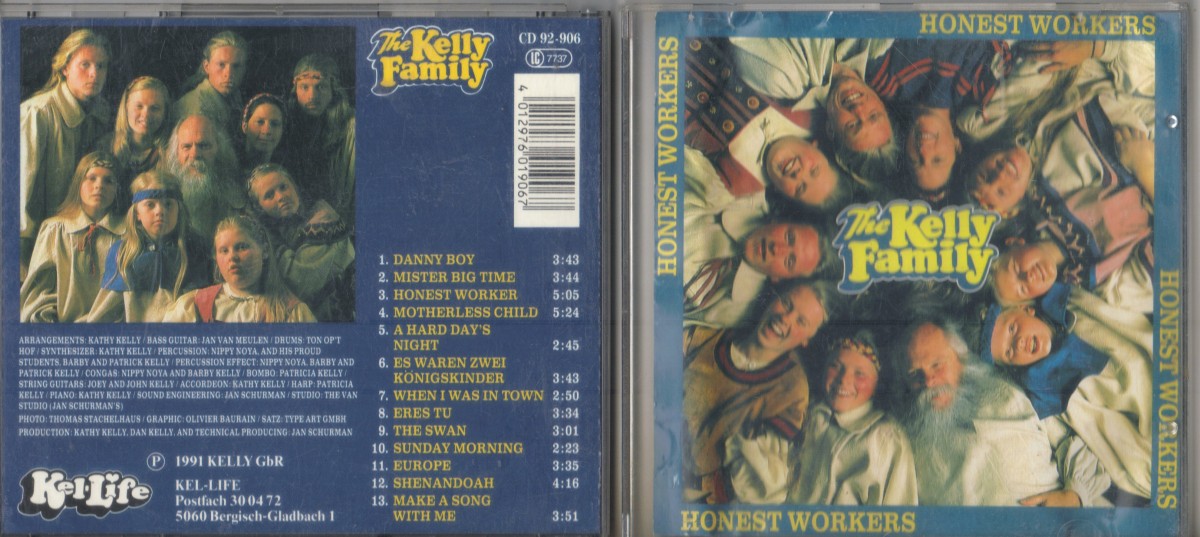 The Kelly
Family
CD 92-906
LC 7737
4 012976 019067
1. DANNY BOY 3:43
2. MISTER BIG TIME 3:44
3. HONEST WORKER 5:05
4. MOTHERLESS CHILD 5:24
5. A HARD DAY'S
NIGHT 2:45
6. ES WAREN ZWEI
KÖNIGSKINDER 3:43
7. WHEN I WAS IN TOWN 2:50
8. ERES TU 3:34
9. THE SWAN 3:01
10. SUNDAY MORNING 2:23
11. EUROPE 3:35
12. SHENANDOAH 4:16
13. MAKE A SONG
WITH ME 3:51
ARRANGEMENTS: KATHY KELLY / BASS GUITAR: JAN VAN MEULEN / DRUMS: TON OP'T
HOF / SYNTHESIZER: KATHY KELLY / PERCUSSION: NIPPY NOYA, AND HIS PROUD
STUDENTS, BARBY AND PATRICK KELLY / PERCUSSION EFFECT: NIPPY NOYA, BARBY AND
PATRICK KELLY / CONGAS: NIPPY NOYA AND BARBY KELLY / BOMBO: PATRICIA KELLY /
STRING GUITARS: JOEY AND JOHN KELLY / ACCORDEON: KATHY KELLY / HARP: PATRICIA
KELLY / PIANO: KATHY KELLY / SOUND ENGINEERING: JAN SCHURMAN / STUDIO: THE VAN
STUDIO (JAN SCHURMAN'S)
PHOTO: THOMAS STACHELHAUS / GRAPHIC: OLIVIER BAURAIN / SATZ: TYPE ART GMBH
PRODUCTION: KATHY KELLY, DAN KELLY, AND TECHNICAL PRODUCING: JAN SCHURMAN
Kel-Life
Ⓟ 1991 KELLY GbR
KEL-LIFE
Postfach 30 04 72
5060 Bergisch-Gladbach 1
HONEST WORKERS
HONEST WORKERS
The Kelly
Family
HONEST WORKERS
HONEST WORKERS